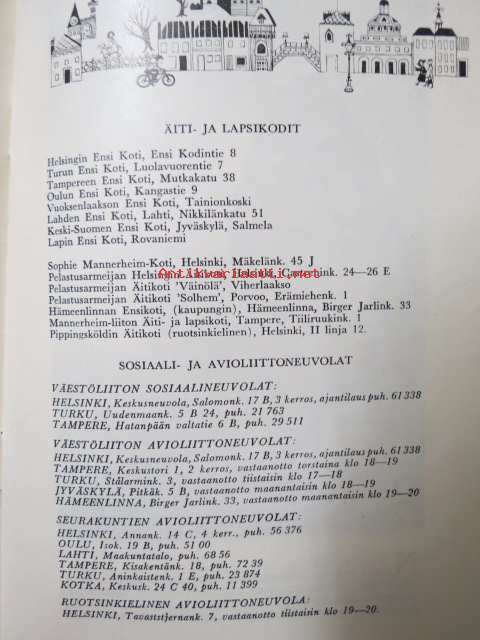 ÄITI- JA LAPSIKODIT
Helsingin Ensi Koti, Ensi Kodintie 8
Turun Ensi Koti, Luolavuorentie 7
Tampereen Ensi Koti, Mutkakatu 38
Oulun Ensi Koti, Kangastie 9
Vuoksenlaakson Ensi Koti, Tainionkoski
Lahden Ensi Koti, Lahti, Nikkilänkatu 51
Keski-Suomen Ensi Koti, Jyväskylä, Salmela
Lapin Ensi Koti, Rovaniemi
Sophie Mannerheim-Koti, Helsinki, Mäkelänk. 45 J
Pelastusarmeijan Helsingin Helsinki, 24—26 E
Pelastusarmeijan Äitikoti 'Väinölä', Viherlaakso
Pelastusarmeijan Äitikoti 'Solhem', Porvoo, Erämiehenk. 1
Hämeenlinnan Ensikoti, (kaupungin), Hämeenlinna, Birger Jarlink. 33
Mannerheim-liiton Äiti- ja lapsikoti, Tampere, Tiiliruukink. 1
Pippingsköldin Äitikoti (ruotsinkielinen), Helsinki, II linja 12.
SOSIAALI- JA AVIOLIITTONEUVOLAT
VÄESTÖLIITON SOSIAALINEUVOLAT:
HELSINKI, Keskusneuvola, Salomonk. 17 B, 3 kerros, ajantilaus puh. 61 338
TURKU, Uudenmaank. 5 B 24, puh. 21 763
TAMPERE, Hatanpään valtatie 6 B, puh. 29 511
VÄESTÖLIITON AVIOLIITTONEUVOLAT:
HELSINKI, Keskusneuvola, Salomonk. 17 B, 3 kerros, ajantilaus puh. 61 338
TAMPERE, Keskustori 1, 2 kerros, vastaanotto torstaina klo 18—19
TURKU, Stålarmink. 3, vastaanotto tiistaisin klo 17—18
JYVÄSKYLÄ, Pitkäk. 5 B, vastaanotto maanantaisin klo 18—19
HÄMEENLINNA, Birger Jarlink. 33, vastaanotto maanantaisin klo 19—20
SEURAKUNTIEN AVIOLIITTONEUVOLAT:
HELSINKI, Annank. 14 C, 4 kerr., puh. 56 376
OULU, Isok. 19 B, puh. 51 00
LAHTI, Maakuntatalo, puh. 68 56
TAMPERE, Kisakentänk. 18, puh. 72 39
TURKU, Aninkaistenk. 1 E, puh. 23 874
KOTKA, Keskusk. 24 C 40, puh. 11 399
RUOTSINKIELINEN AVIOLIITTONEUVOLA:
HELSINKI, Tavaststjernank. 7, vastaanotto tiistaisin klo 19—20.